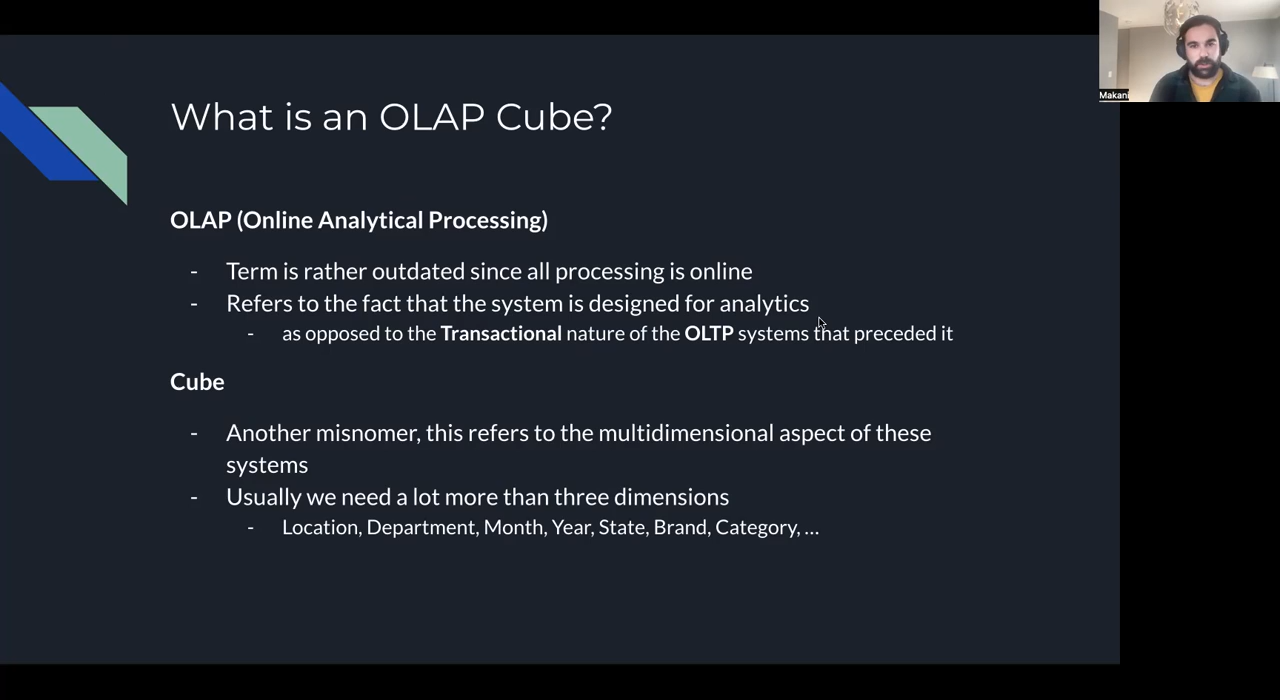 What is an OLAP Cube?
OLAP (Online Analytical Processing)
- Term is rather outdated since all processing is online
- Refers to the fact that the system is designed for analytics
- as opposed to the Transactional nature of the OLTP systems that preceded it
Cube
- Another misnomer, this refers to the multidimensional aspect of these
systems
- Usually we need a lot more than three dimensions
- Location, Department, Month, Year, State, Brand, Category, ...
Makani